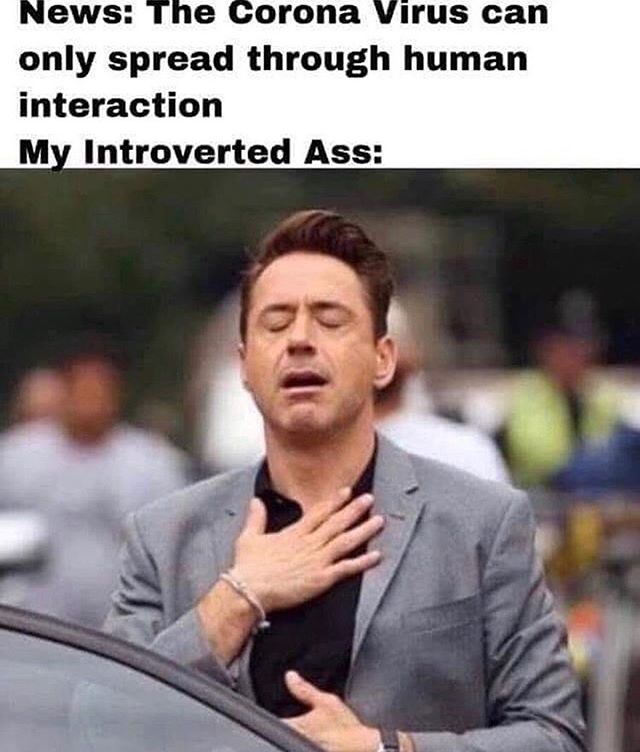 News: The Corona Virus can
only spread through human
interaction
My Introverted Ass: